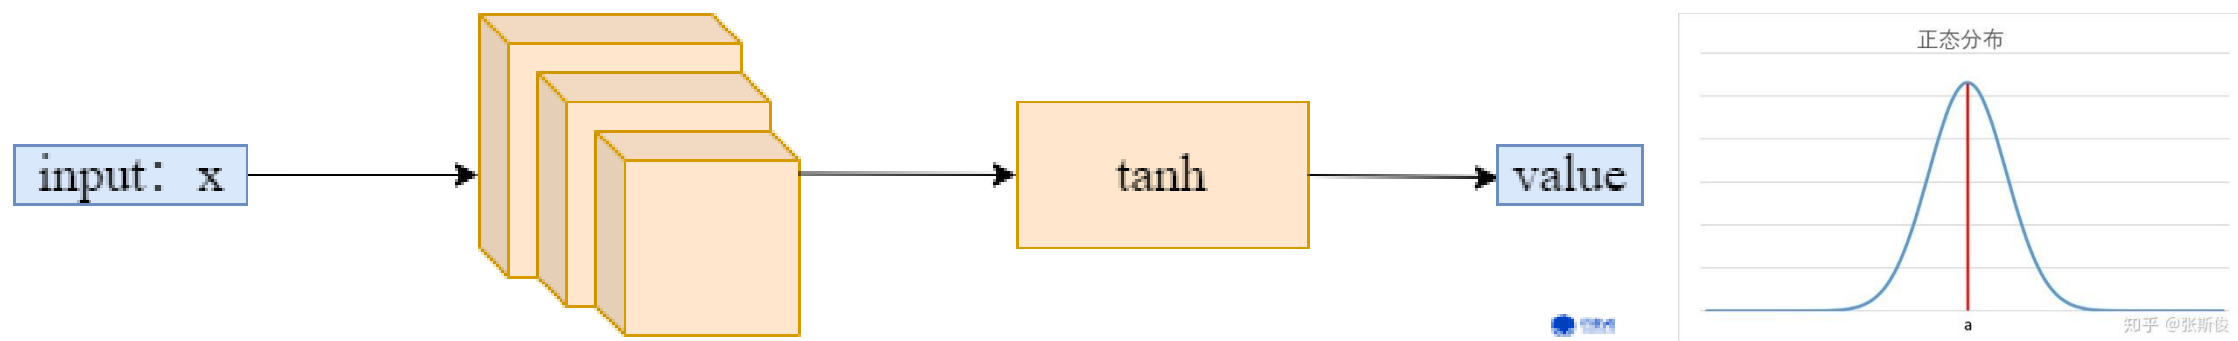 input: x
tanh
value
正态分布
a
知乎 @张斯俊